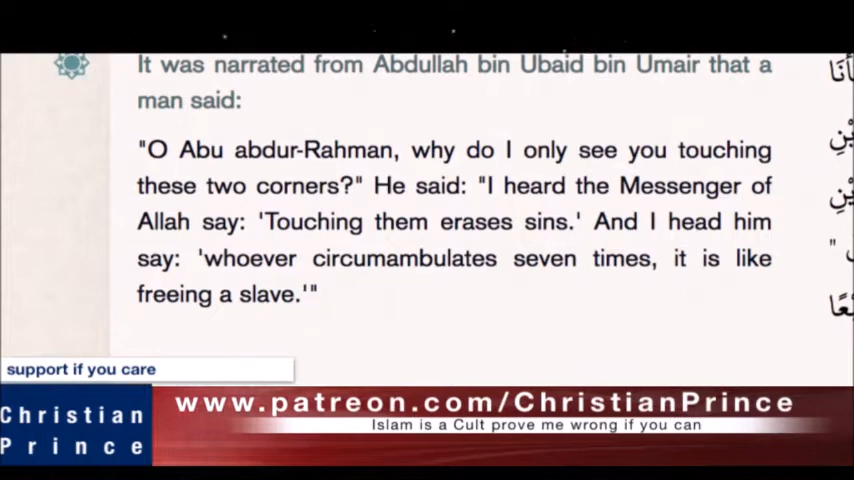 It was narrated from Abdullah bin Ubaid bin Umair that a
man said:
"O Abu abdur-Rahman, why do I only see you touching
these two corners?" He said: "I heard the Messenger of
Allah say: 'Touching them erases sins.' And I head him
say: 'whoever circumambulates seven times, it is like
freeing a slave.'"
support if you care
Christian
Prince
www.patreon.com/ChristianPrince
Islam is a Cult prove me wrong if you can